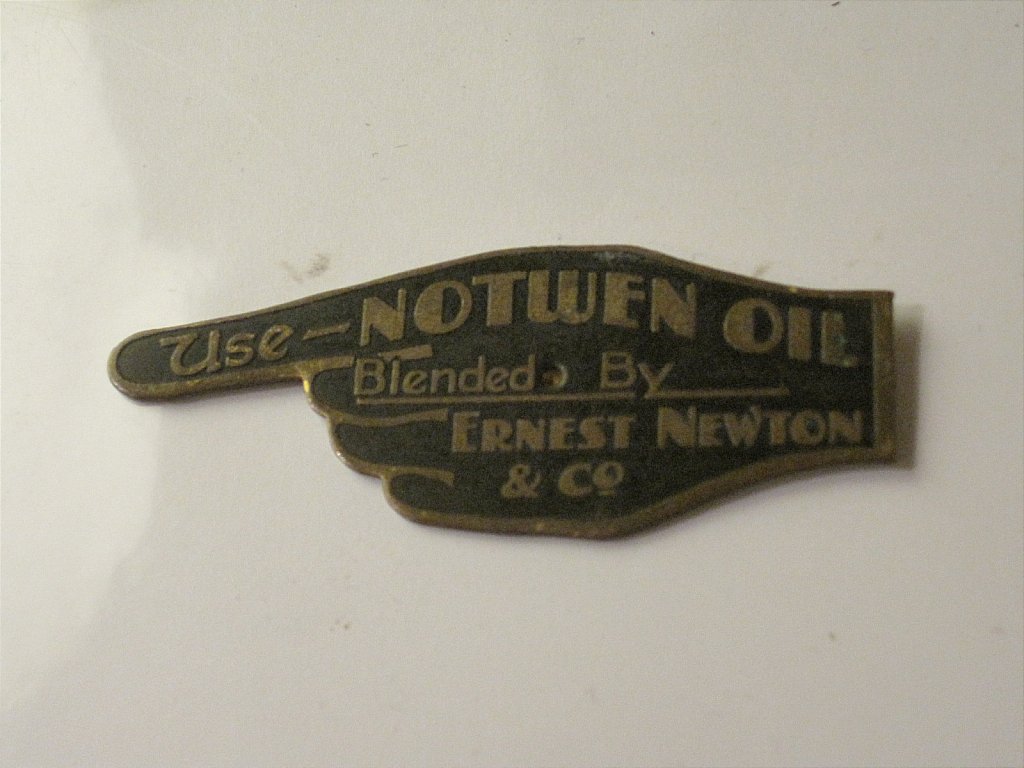 Use - NOTWEN OIL
Blended By
ERNEST NEWTON
& Co